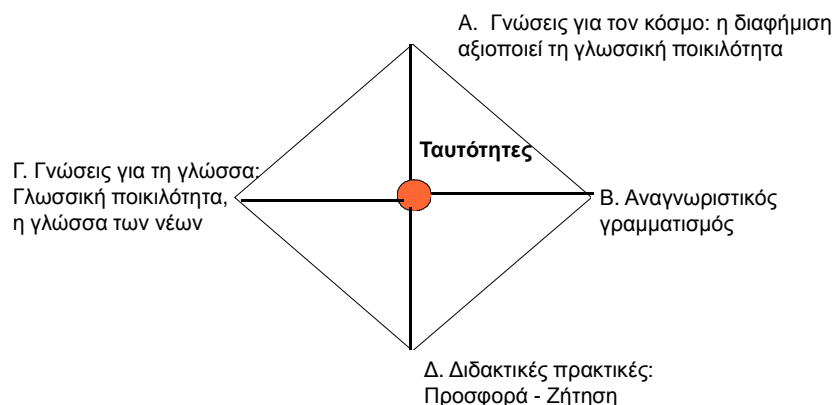 Α. Γνώσεις για τον κόσμο: η διαφήμιση
αξιοποιεί τη γλωσσική ποικιλότητα
Ταυτότητες
Γ. Γνώσεις για τη γλώσσα:
Γλωσσική ποικιλότητα,
η γλώσσα των νέων
Β. Αναγνωριστικός
γραμματισμός
Δ. Διδακτικές πρακτικές:
Προσφορά - Ζήτηση